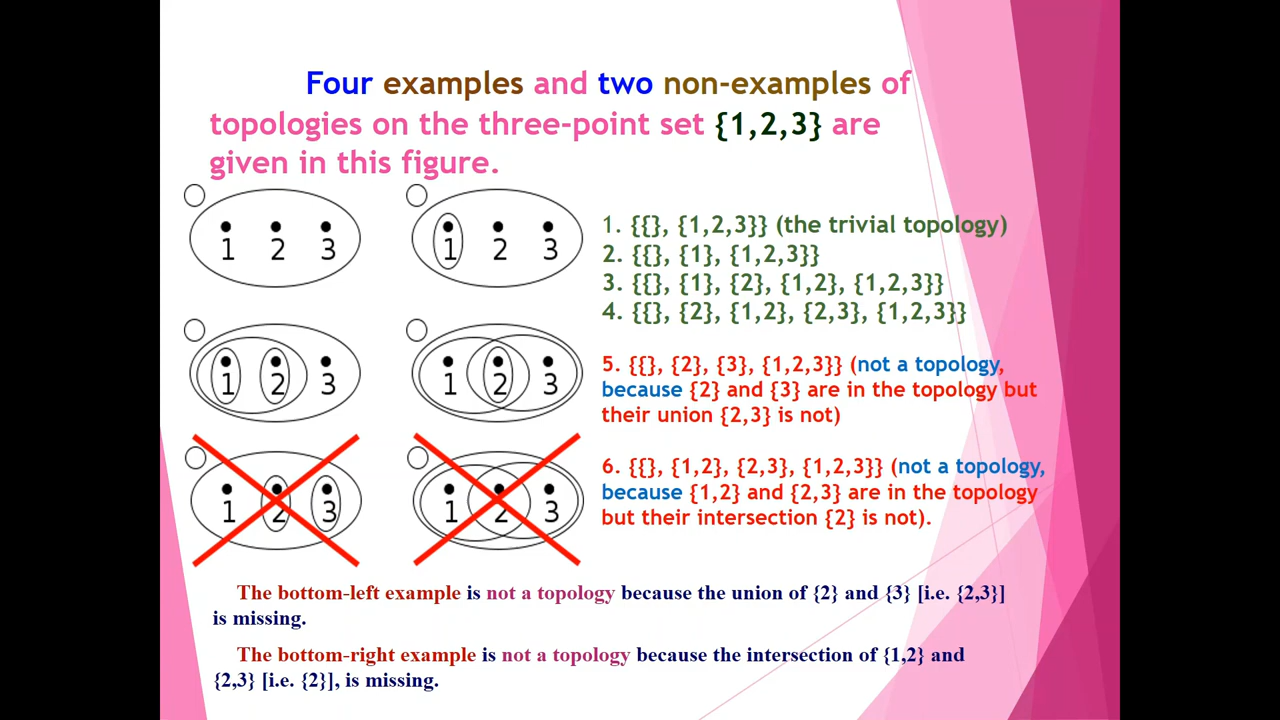 Four examples and two non-examples of
topologies on the three-point set {1,2,3} are
given in this figure.
1 2 3
1 2 3
1. {{}, {1,2,3}} (the trivial topology)
2. {{}, {1}, {1,2,3}}
3. {{}, {1}, {2}, {1,2}, {1,2,3}}
4. {{}, {2}, {1,2}, {2,3}, {1,2,3}}
1 2 3
1 2 3
5. {{}, {2}, {3}, {1,2,3}} (not a topology,
because {2} and {3} are in the topology but
their union {2,3} is not)
1 2 3
1 2 3
6. {{}, {1,2}, {2,3}, {1,2,3}} (not a topology,
because {1,2} and {2,3} are in the topology
but their intersection {2} is not).
The bottom-left example is not a topology because the union of {2} and {3} [i.e. {2,3}]
is missing.
The bottom-right example is not a topology because the intersection of {1,2} and
{2,3} [i.e. {2}], is missing.